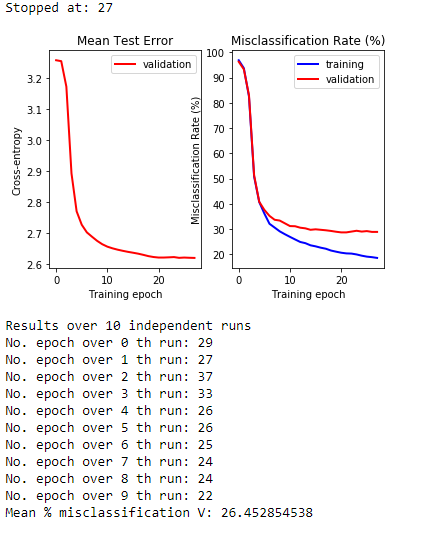 Stopped at: 27
Mean Test Error
Misclassification Rate (%)
validation
training
validation
3.2
3.1
3.0
2.9
2.8
2.7
2.6
Cross-entropy
0
10
20
Training epoch
100
90
80
70
60
50
40
30
20
Misclassification Rate (%)
0
10
20
Training epoch
Results over 10 independent runs
No. epoch over 0 th run: 29
No. epoch over 1 th run: 27
No. epoch over 2 th run: 37
No. epoch over 3 th run: 33
No. epoch over 4 th run: 26
No. epoch over 5 th run: 26
No. epoch over 6 th run: 25
No. epoch over 7 th run: 24
No. epoch over 8 th run: 24
No. epoch over 9 th run: 22
Mean % misclassification V: 26.452854538